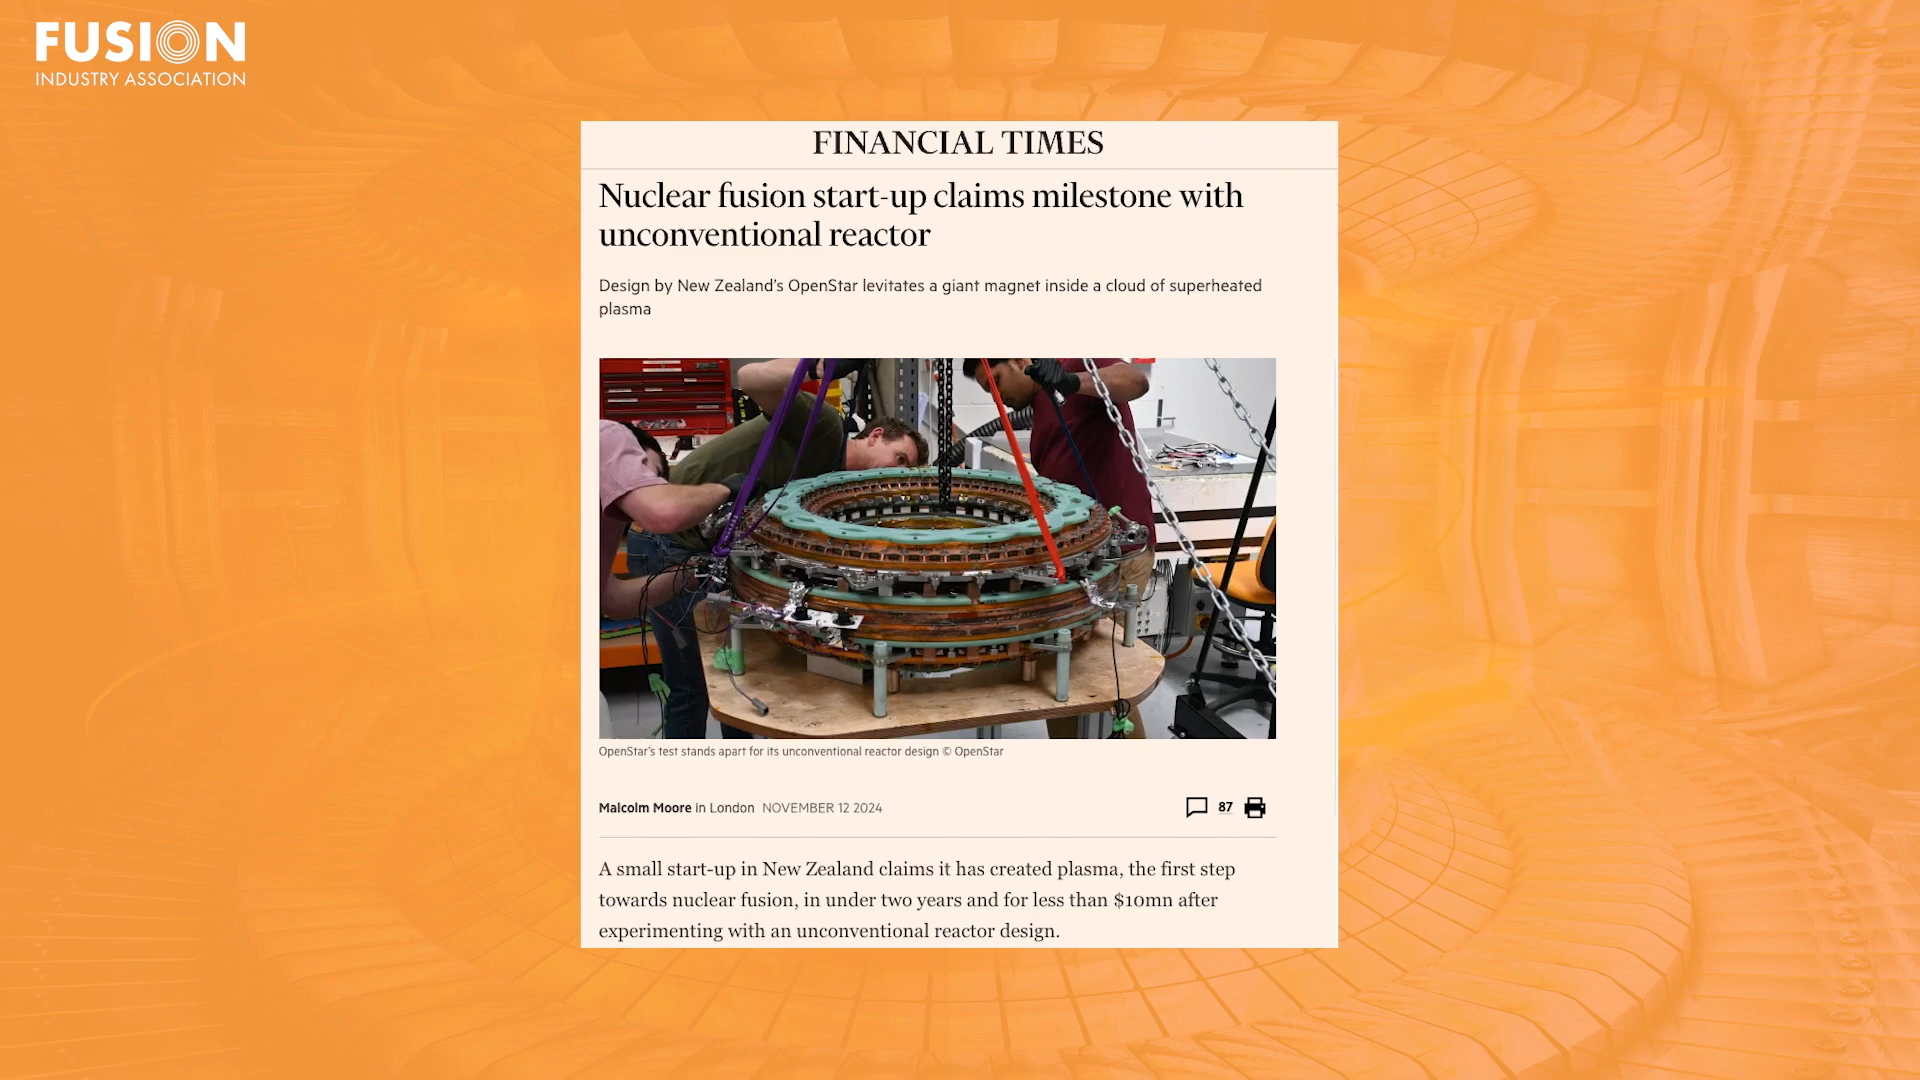 FUSION
INDUSTRY ASSOCIATION
FINANCIAL TIMES
Nuclear fusion start-up claims milestone with
unconventional reactor
Design by New Zealand’s OpenStar levitates a giant magnet inside a cloud of superheated
plasma
OpenStar’s test stands apart for its unconventional reactor design © OpenStar
Malcolm Moore in London NOVEMBER 12 2024
87
A small start-up in New Zealand claims it has created plasma, the first step
towards nuclear fusion, in under two years and for less than $10mn after
experimenting with an unconventional reactor design.